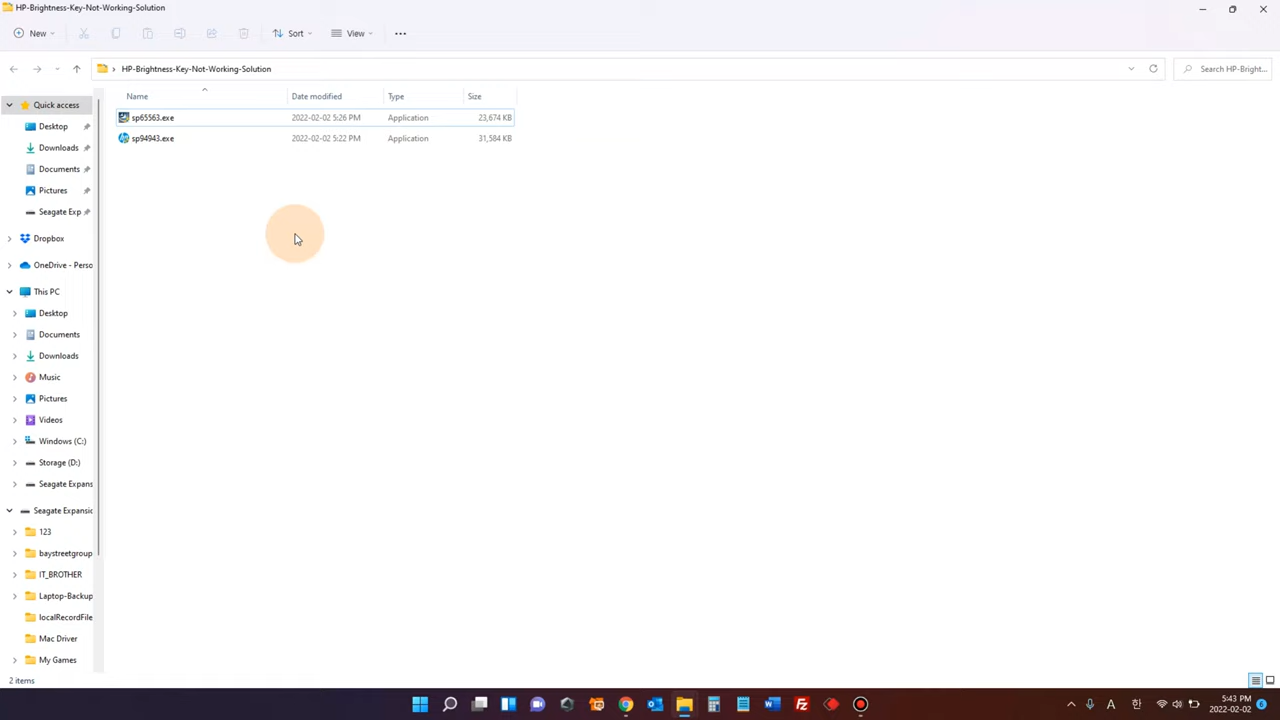 HP-Brightness-Key-Not-Working-Solution
New
Sort
View
HP-Brightness-Key-Not-Working-Solution
Search HP-Bright...
Name
Date modified
Type
Size
sp65563.exe
2022-02-02 5:26 PM
Application
23,674 KB
sp94943.exe
2022-02-02 5:22 PM
Application
31,584 KB
Quick access
Desktop
Downloads
Documents
Pictures
Seagate Exp
Dropbox
OneDrive - Perso
This PC
Desktop
Documents
Downloads
Music
Pictures
Videos
Windows (C:)
Storage (D:)
Seagate Expans
Seagate Expansio
123
baystreetgroup
IT_BROTHER
Laptop-Backup
localRecordFile
Mac Driver
My Games
2 items
A
한
5:43 PM
2022-02-02
6